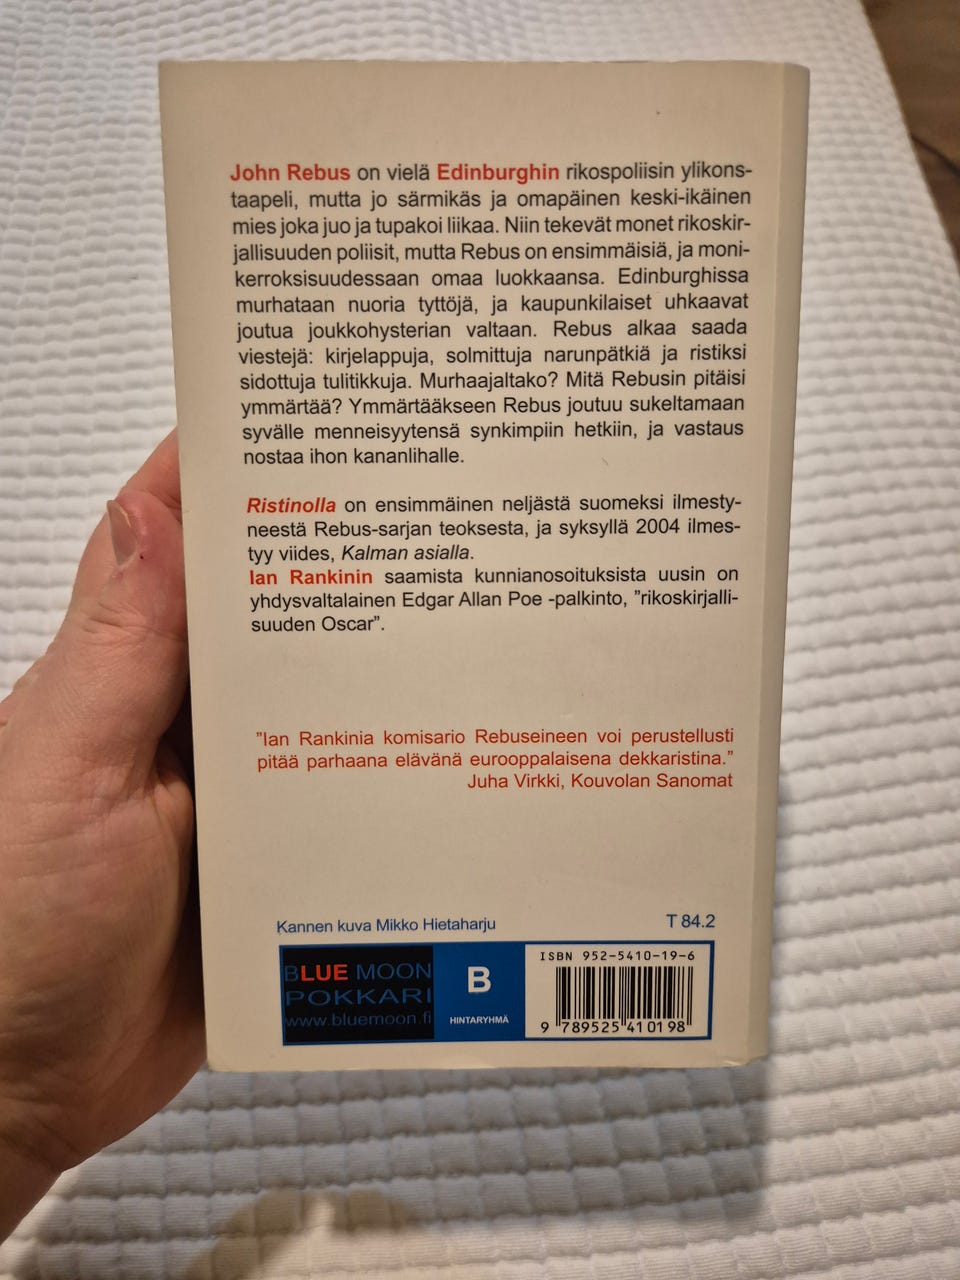 John Rebus on vielä Edinburghin rikospoliisin ylikons-
taapeli, mutta jo särmikäs ja omapäinen keski-ikäinen
mies joka juo ja tupakoi liikaa. Niin tekevät monet rikoskir-
jallisuuden poliisit, mutta Rebus on ensimmäisiä, ja moni-
kerroksisuudessaan omaa luokkaansa. Edinburghissa
murhataan nuoria tyttöjä, ja kaupunkilaiset uhkaavat
joutua joukkohysterian valtaan. Rebus alkaa saada
viestejä: kirjelappuja, solmittuja narunpätkiä ja ristiksi
sidottuja tulitikkuja. Murhaajaltako? Mitä Rebusin pitäisi
ymmärtää? Ymmärtääkseen Rebus joutuu sukeltamaan
syvälle menneisyytensä synkimpiin hetkiin, ja vastaus
nostaa ihon kananlihalle.
Ristinolla on ensimmäinen neljästä suomeksi ilmesty-
neestä Rebus-sarjan teoksesta, ja syksyllä 2004 ilmes-
tyy viides, Kalman asialla.
Ian Rankinin saamista kunnianosoituksista uusin on
yhdysvaltalainen Edgar Allan Poe -palkinto, ”rikoskirjalli-
suuden Oscar”.
”Ian Rankinia komisario Rebuseineen voi perustellusti
pitää parhaana elävänä eurooppalaisena dekkaristina.”
Juha Virkki, Kouvolan Sanomat
Kannen kuva Mikko Hietaharju
T 84.2
BLUE MOON
POKKARI
www.bluemoon.fi
B
HINTARYHMÄ
ISBN 952-5410-19-6
9 789525 410198